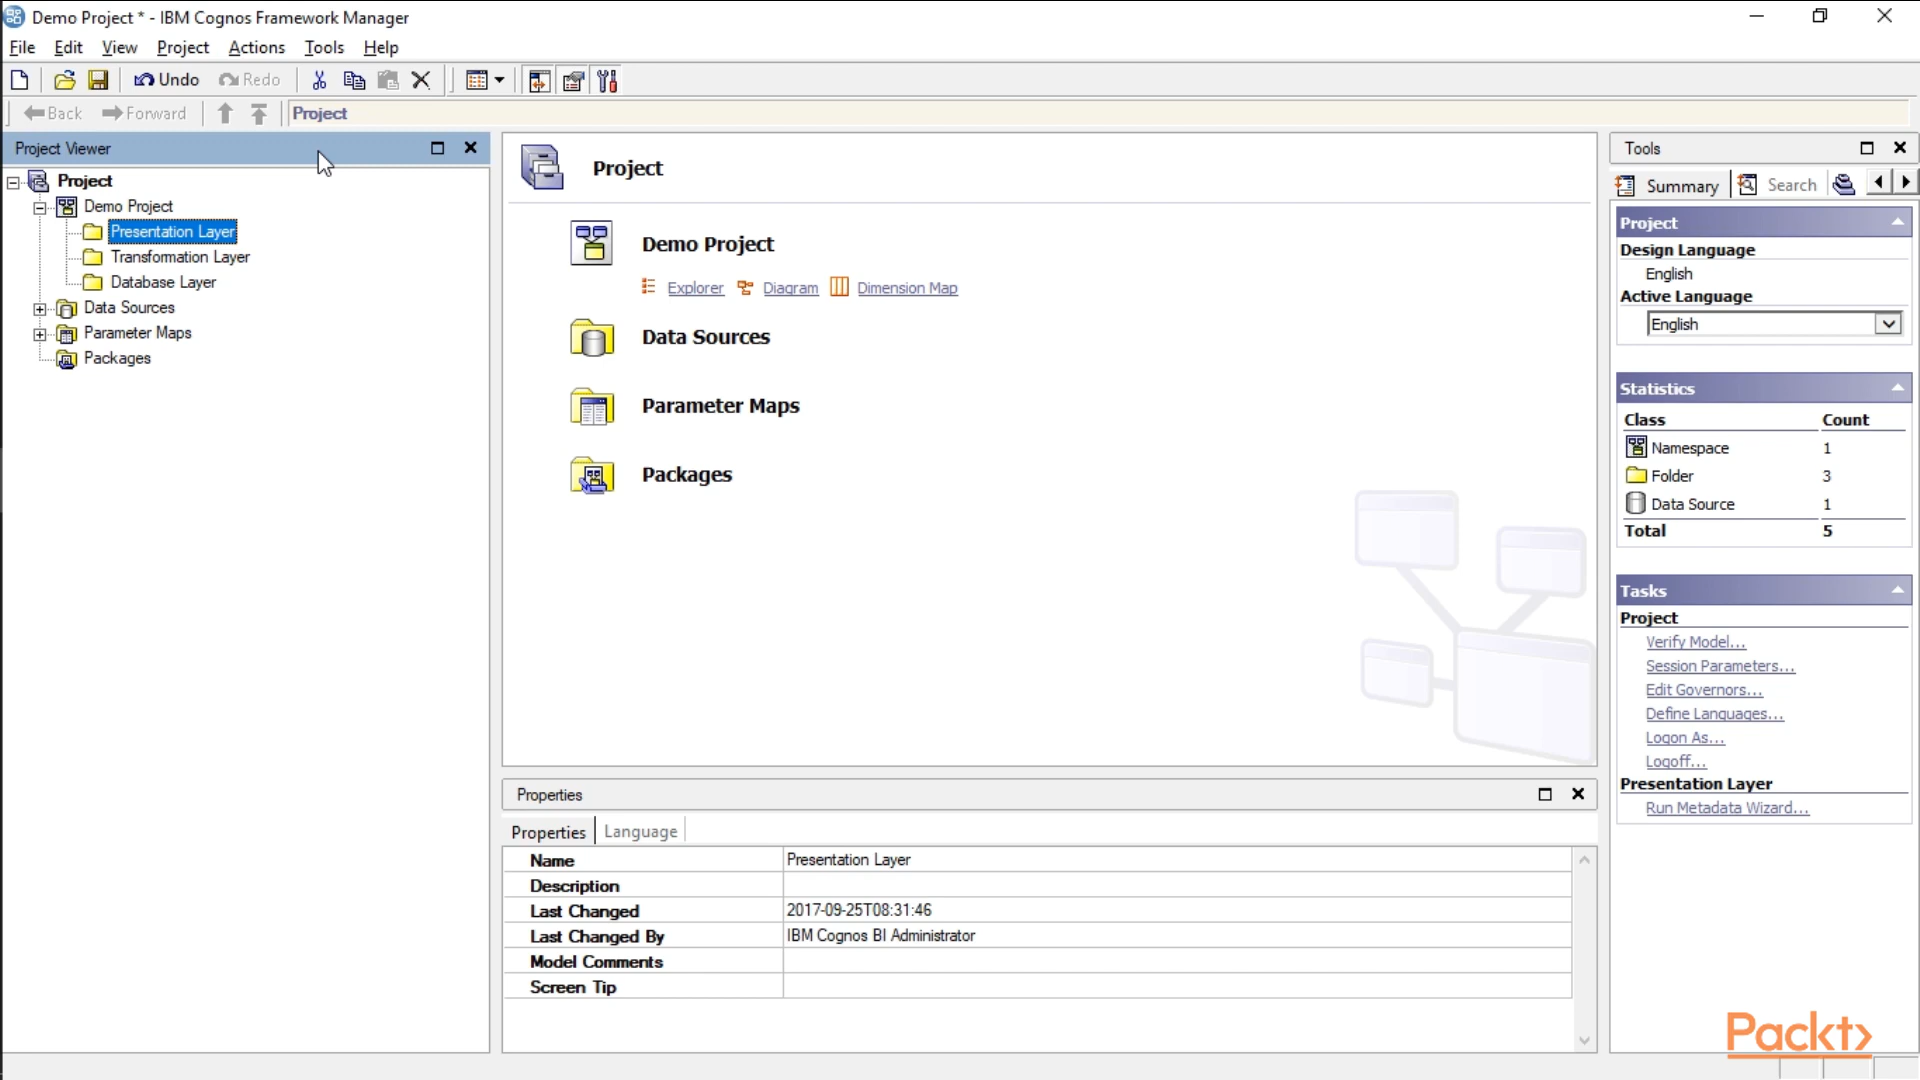 Demo Project * - IBM Cognos Framework Manager
File Edit View Project Actions Tools Help
Undo Redo
Back Forward Project
Project Viewer
Project
Demo Project
Presentation Layer
Transformation Layer
Database Layer
Data Sources
Parameter Maps
Packages
Project
Demo Project
Explorer Diagram Dimension Map
Data Sources
Parameter Maps
Packages
Properties
Properties Language
Name Presentation Layer
Description
Last Changed 2017-09-25T08:31:46
Last Changed By IBM Cognos BI Administrator
Model Comments
Screen Tip
Tools
Summary Search
Project
Design Language
English
Active Language
English
Statistics
Class Count
Namespace 1
Folder 3
Data Source 1
Total 5
Tasks
Project
Verify Model...
Session Parameters...
Edit Governors...
Define Languages...
Logon As...
Logoff...
Presentation Layer
Run Metadata Wizard...
Packt>